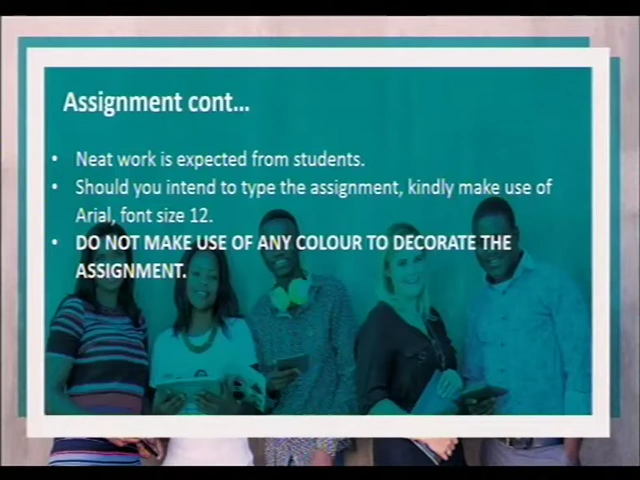 Assignment cont...
• Neat work is expected from students.
• Should you intend to type the assignment, kindly make use of
Arial, font size 12.
• DO NOT MAKE USE OF ANY COLOUR TO DECORATE THE
ASSIGNMENT.